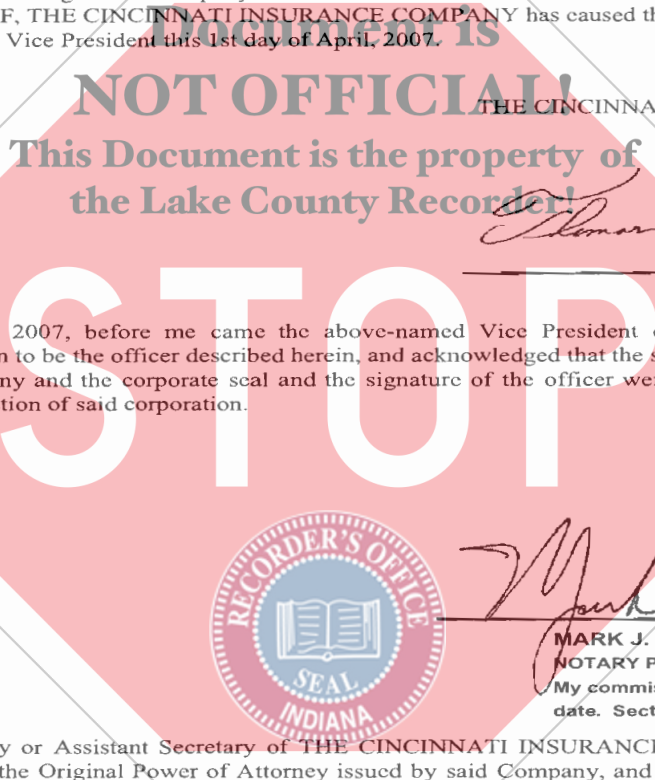 F, THE CINCINNATI INSURANCE COMPANY has caused th
Document is
Vice President this 1st day of April, 2007.
NOT OFFICIAL!
THE CINCINNA
This Document is the property of
the Lake County Recorder!
STOP
2007, before me came the above-named Vice President
n to be the officer described herein, and acknowledged that the s
ny and the corporate seal and the signature of the officer wer
tion of said corporation.
RECORDER'S OFFICE
SEAL
INDIANA
Mark
MARK J.
NOTARY P
My commis
date. Sect
y or Assistant Secretary of THE CINCINNATI INSURANCE
the Original Power of Attorney issued by said Company, and